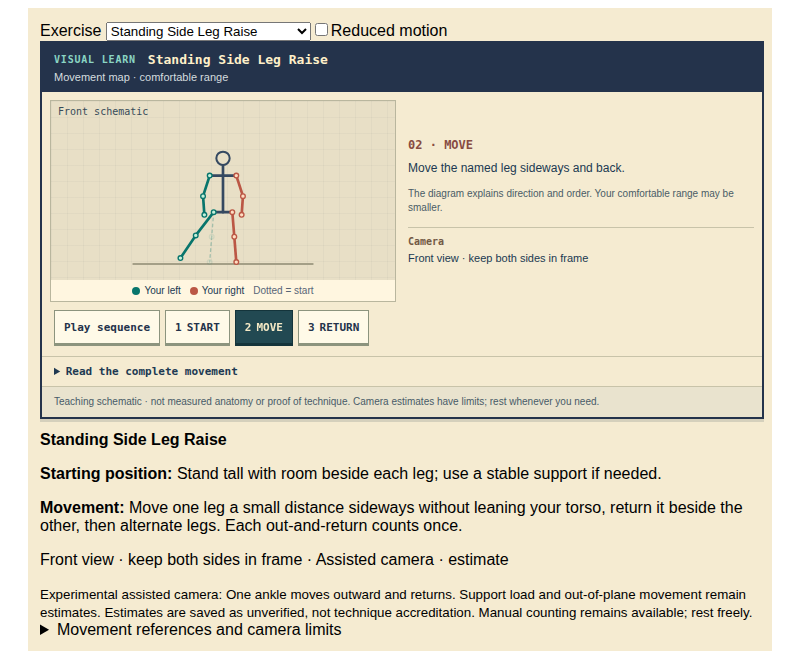 Exercise Standing Side Leg Raise Reduced motion
VISUAL LEARN Standing Side Leg Raise
Movement map · comfortable range
Front schematic
Your left Your right Dotted = start
02 · MOVE
Move the named leg sideways and back.
The diagram explains direction and order. Your comfortable range may be
smaller.
Camera
Front view · keep both sides in frame
Play sequence 1 START 2 MOVE 3 RETURN
Read the complete movement
Teaching schematic · not measured anatomy or proof of technique. Camera estimates have limits; rest whenever you need.
Standing Side Leg Raise
Starting position: Stand tall with room beside each leg; use a stable support if needed.
Movement: Move one leg a small distance sideways without leaning your torso, return it beside the
other, then alternate legs. Each out-and-return counts once.
Front view · keep both sides in frame · Assisted camera · estimate
Experimental assisted camera: One ankle moves outward and returns. Support load and out-of-plane movement remain
estimates. Estimates are saved as unverified, not technique accreditation. Manual counting remains available; rest freely.
Movement references and camera limits